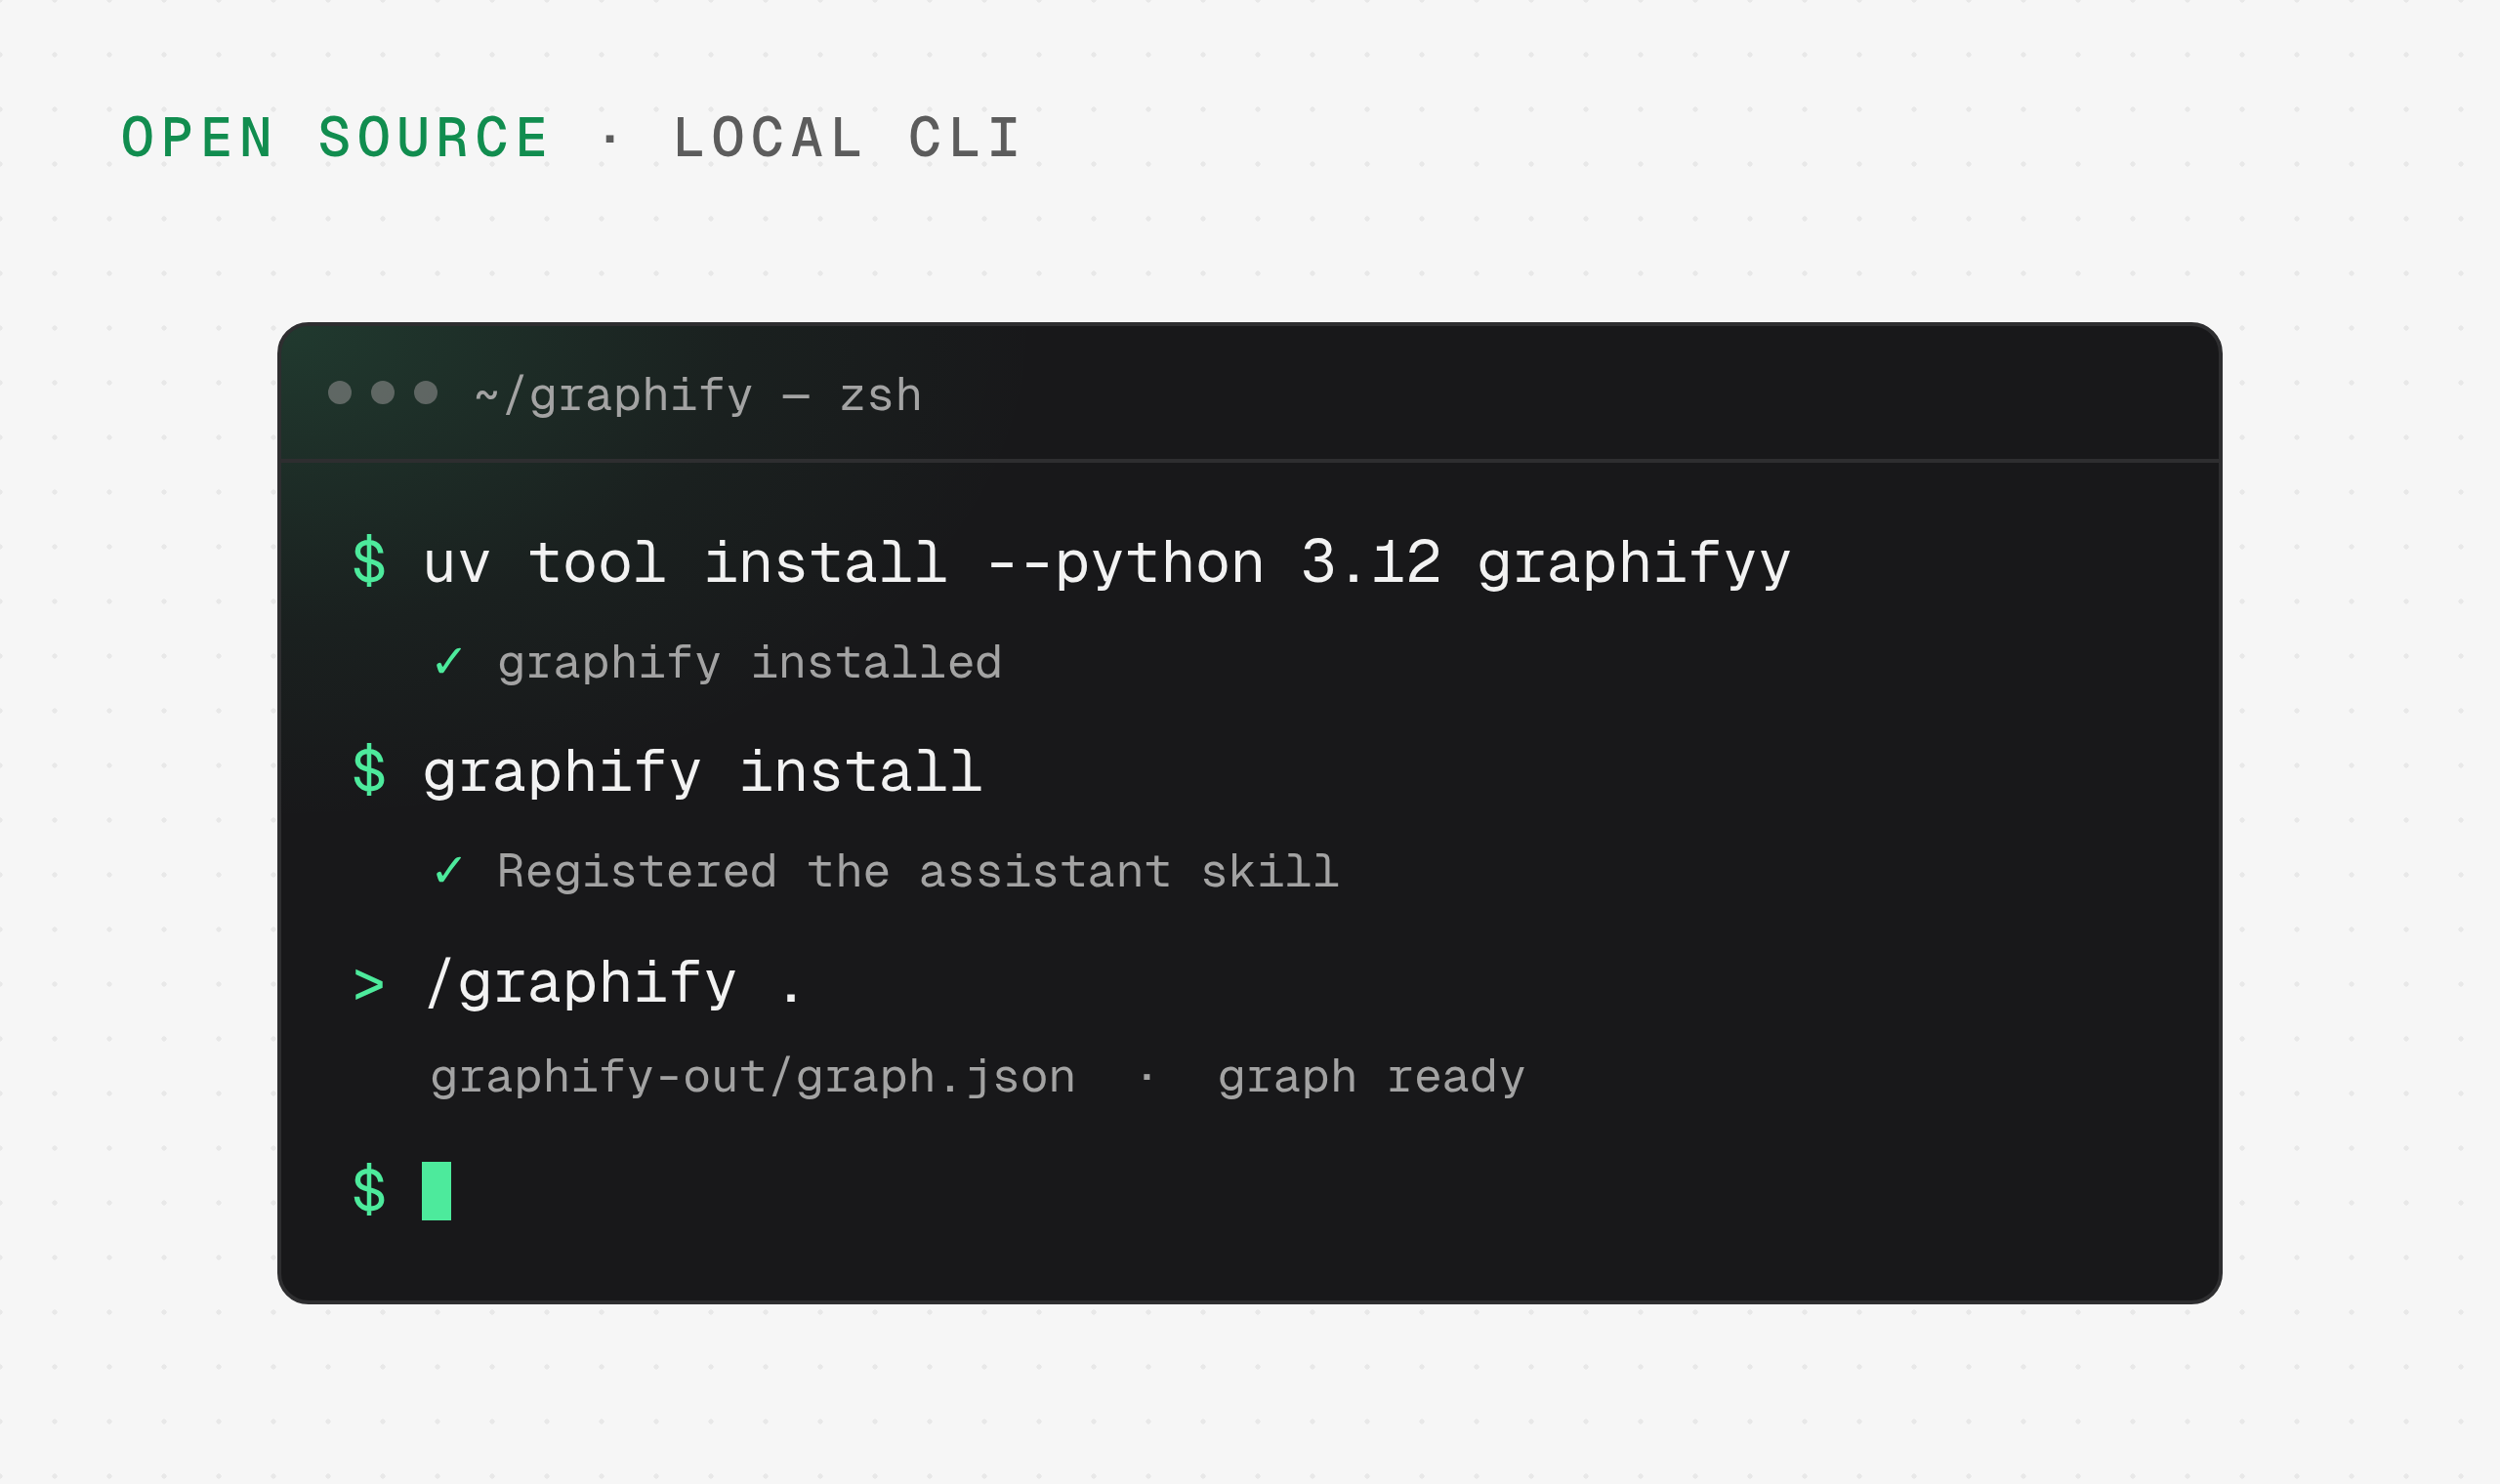 OPEN SOURCE · LOCAL CLI
~/graphify — zsh
$ uv tool install --python 3.12 graphifyy
✓ graphify installed
$ graphify install
✓ Registered the assistant skill
> /graphify .
graphify-out/graph.json · graph ready
$